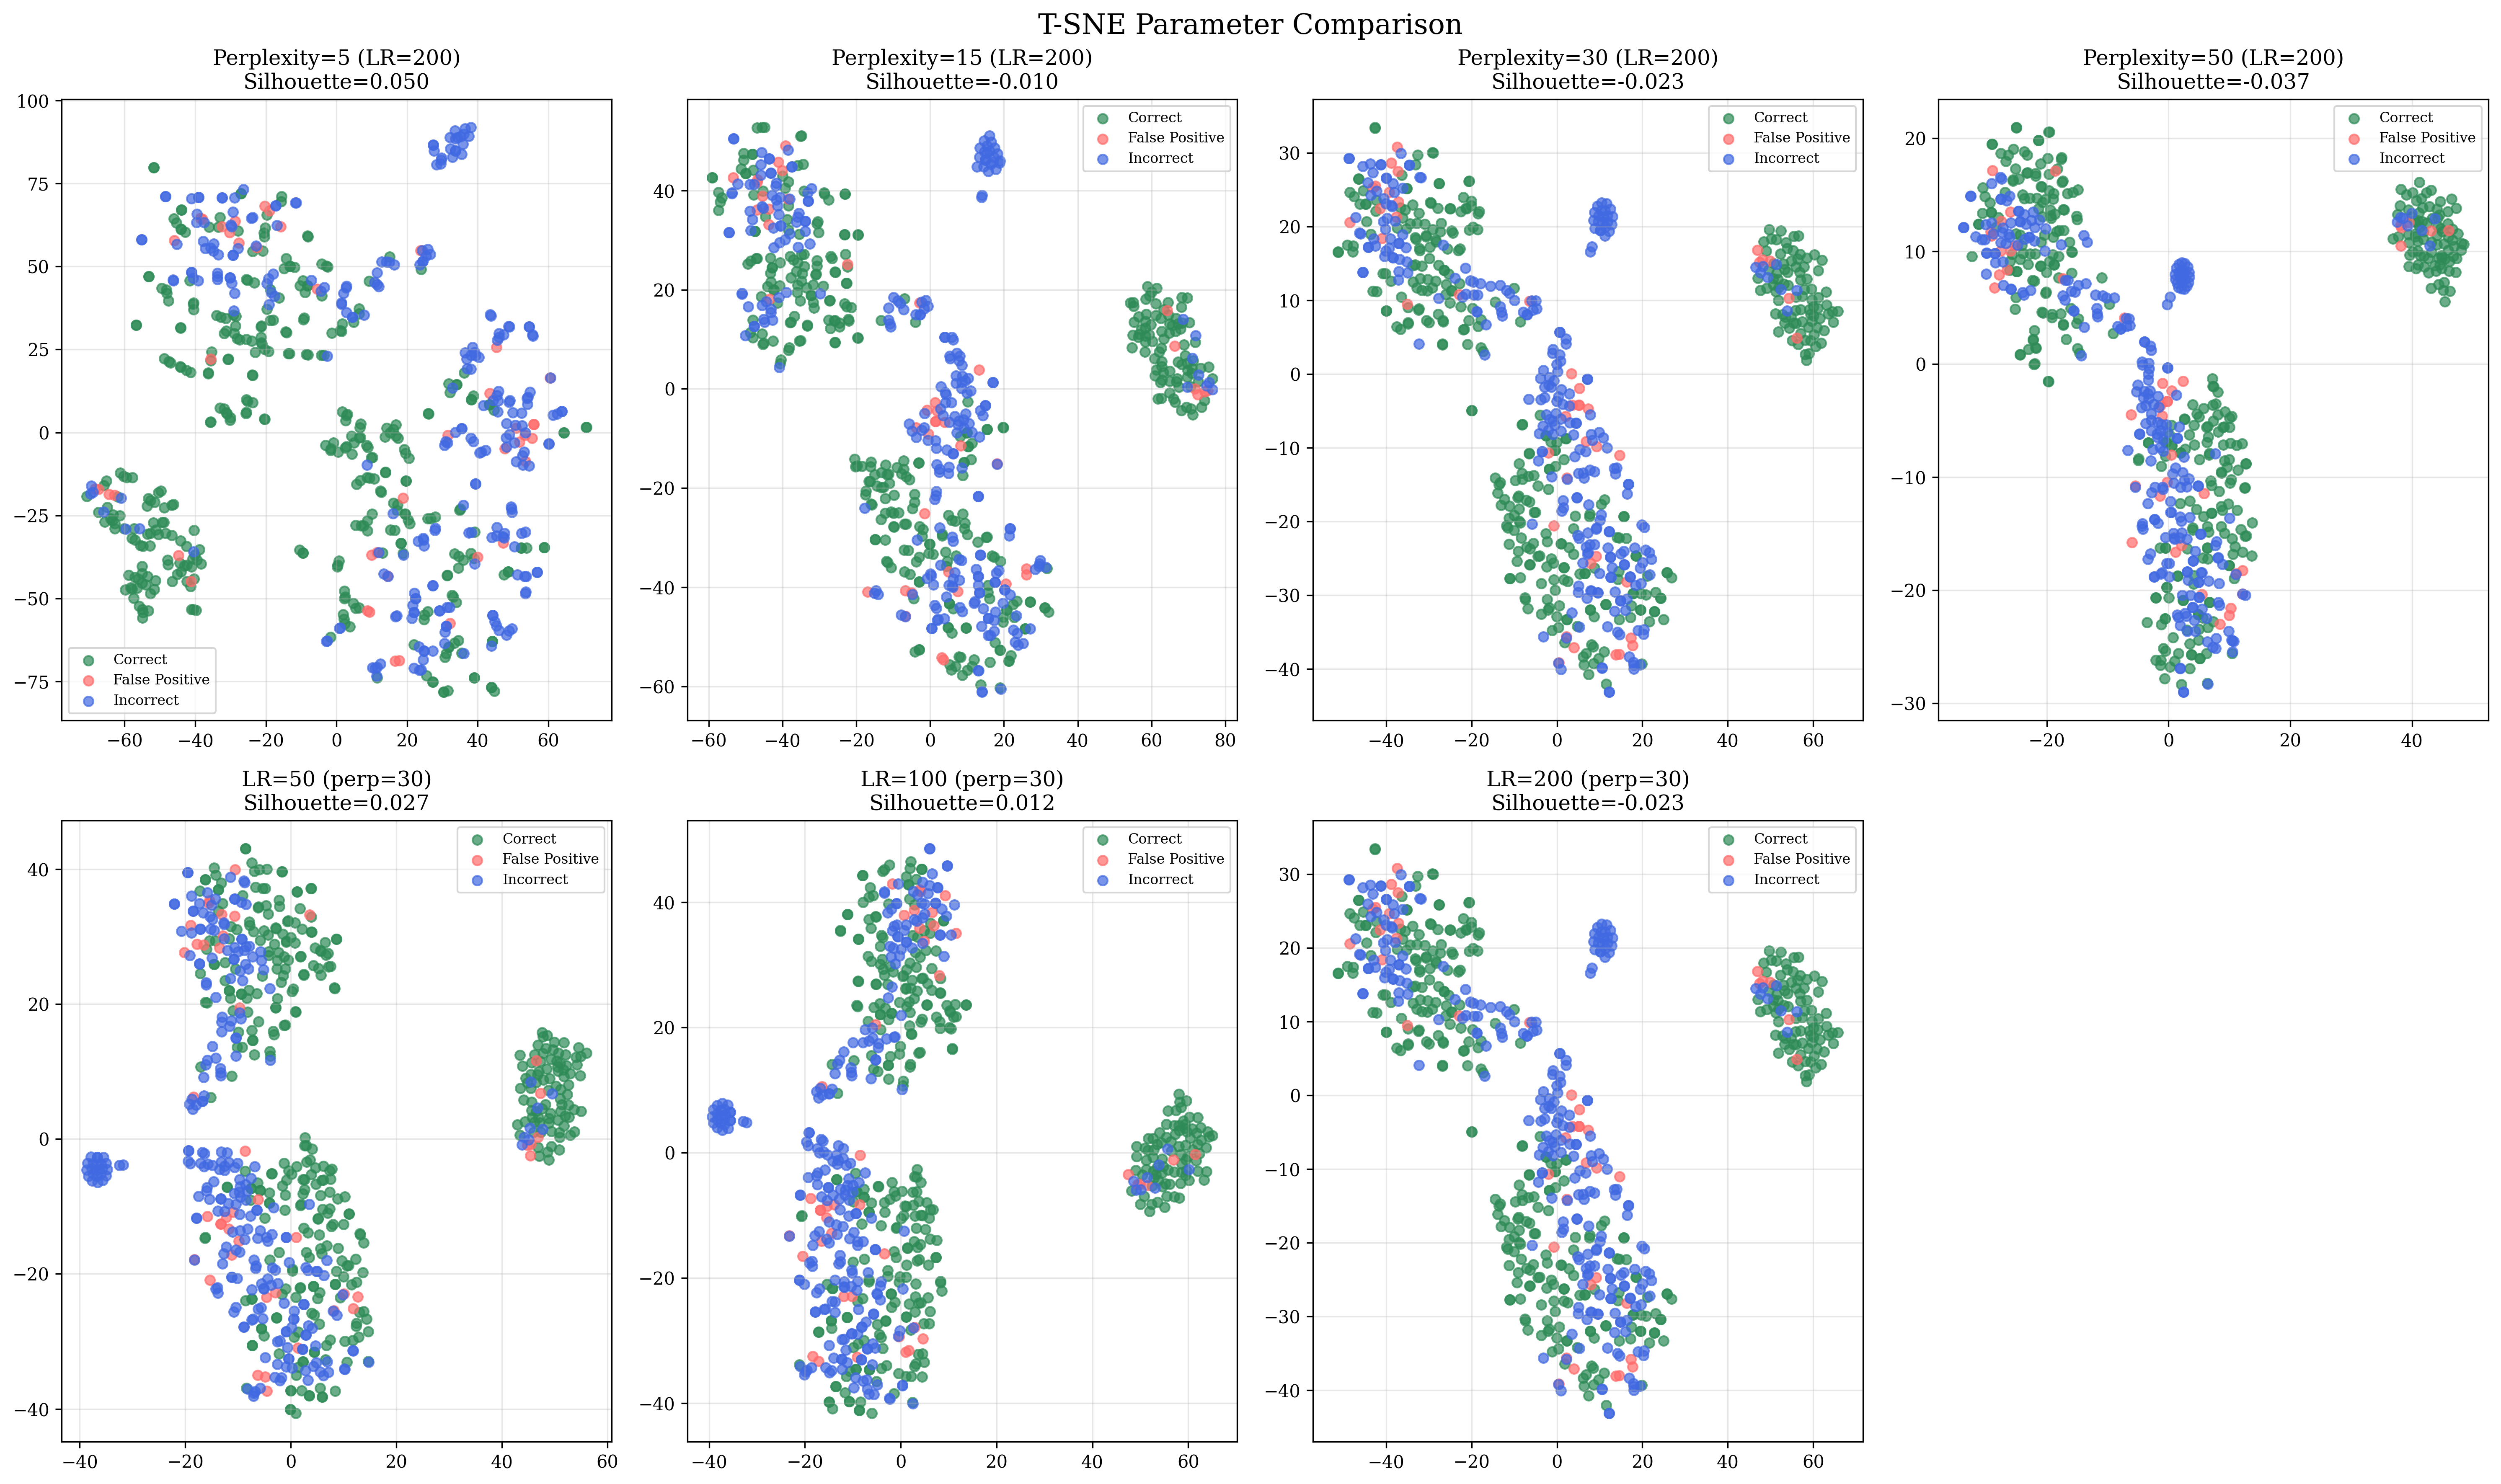 T-SNE Parameter Comparison
Perplexity=5 (LR=200)
Silhouette=0.050
100
75
50
25
0
−25
−50
−75
−60
−40
−20
0
20
40
60
Correct
False Positive
Incorrect
Perplexity=15 (LR=200)
Silhouette=-0.010
40
20
0
−20
−40
−60
−60
−40
−20
0
20
40
60
80
Correct
False Positive
Incorrect
Perplexity=30 (LR=200)
Silhouette=-0.023
30
20
10
0
−10
−20
−30
−40
−40
−20
0
20
40
60
Correct
False Positive
Incorrect
Perplexity=50 (LR=200)
Silhouette=-0.037
20
10
0
−10
−20
−30
−20
0
20
40
Correct
False Positive
Incorrect
LR=50 (perp=30)
Silhouette=0.027
40
20
0
−20
−40
−40
−20
0
20
40
60
Correct
False Positive
Incorrect
LR=100 (perp=30)
Silhouette=0.012
40
20
0
−20
−40
−40
−20
0
20
40
60
Correct
False Positive
Incorrect
LR=200 (perp=30)
Silhouette=-0.023
30
20
10
0
−10
−20
−30
−40
−40
−20
0
20
40
60
Correct
False Positive
Incorrect